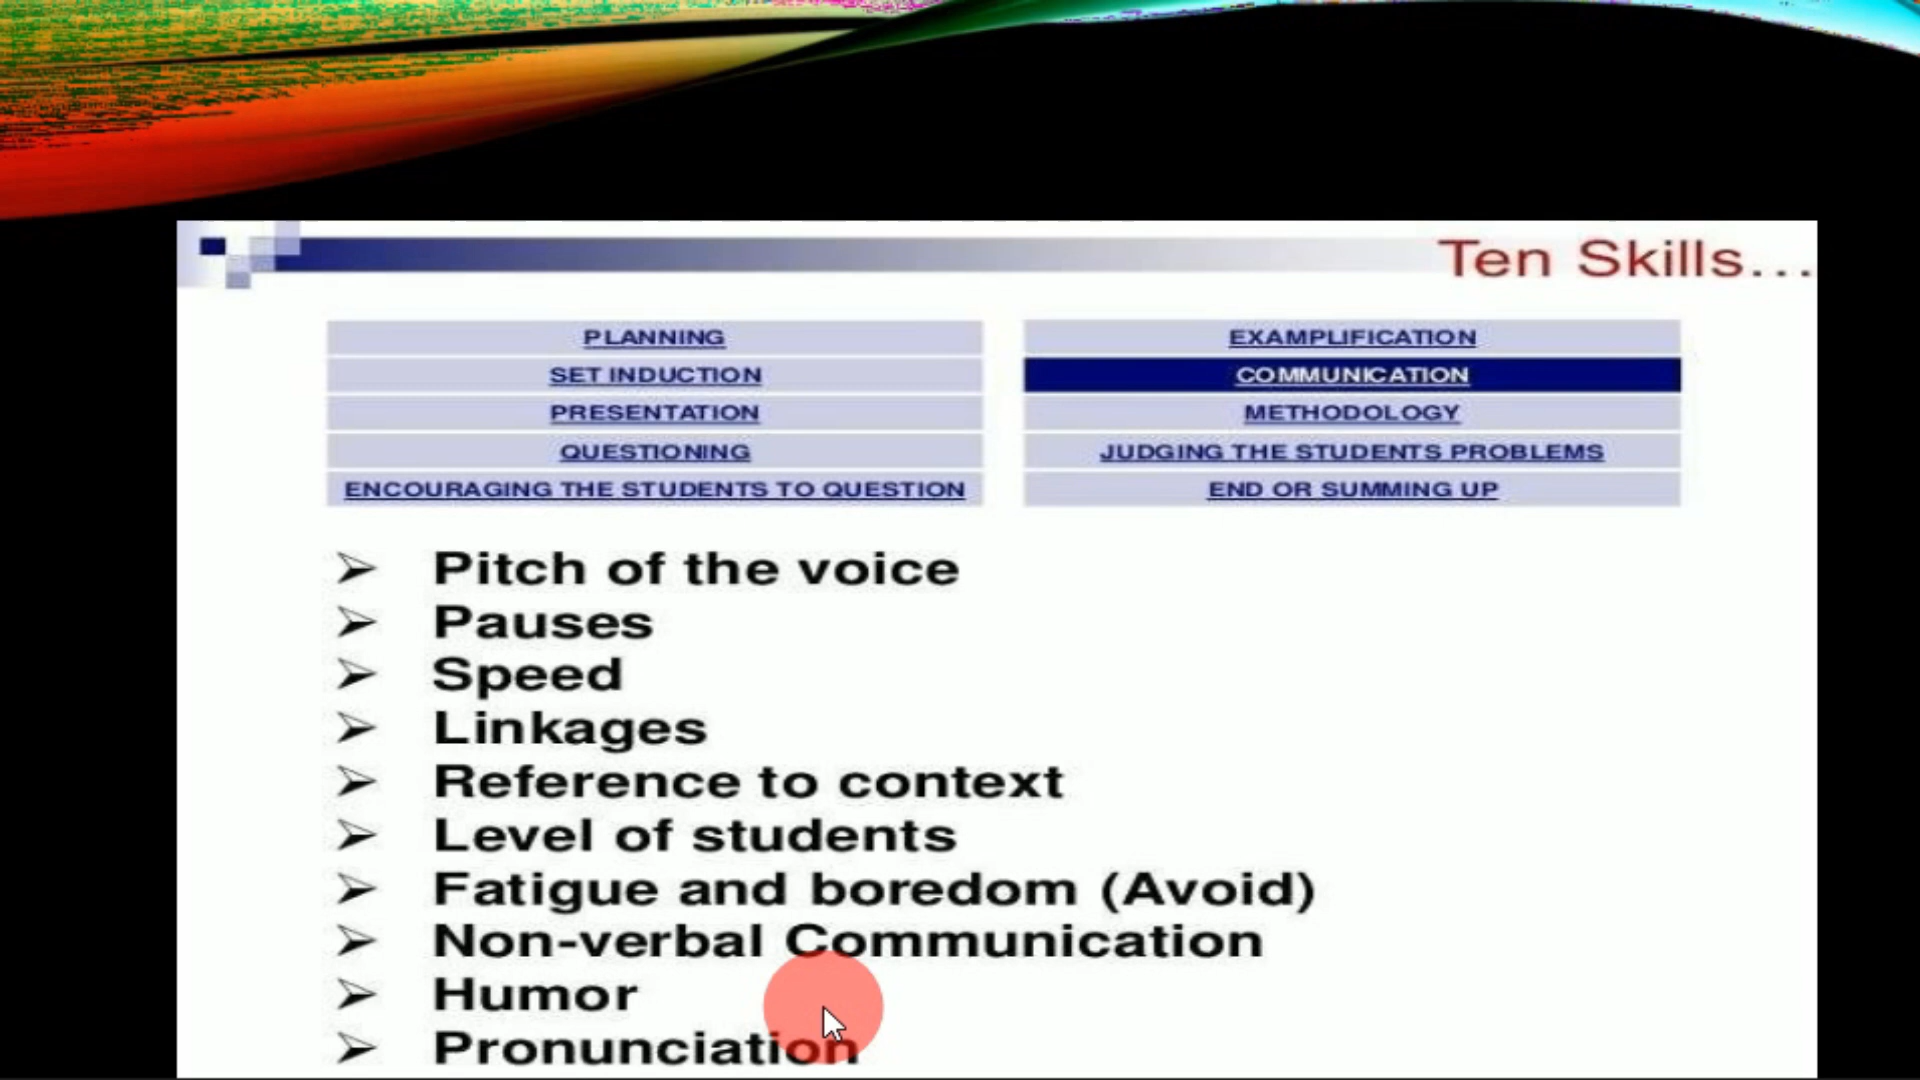 Ten Skills...
PLANNING
SET INDUCTION
PRESENTATION
QUESTIONING
ENCOURAGING THE STUDENTS TO QUESTION
EXAMPLIFICATION
COMMUNICATION
METHODOLOGY
JUDGING THE STUDENTS PROBLEMS
END OR SUMMING UP
➢ Pitch of the voice
➢ Pauses
➢ Speed
➢ Linkages
➢ Reference to context
➢ Level of students
➢ Fatigue and boredom (Avoid)
➢ Non-verbal Communication
➢ Humor
➢ Pronunciation